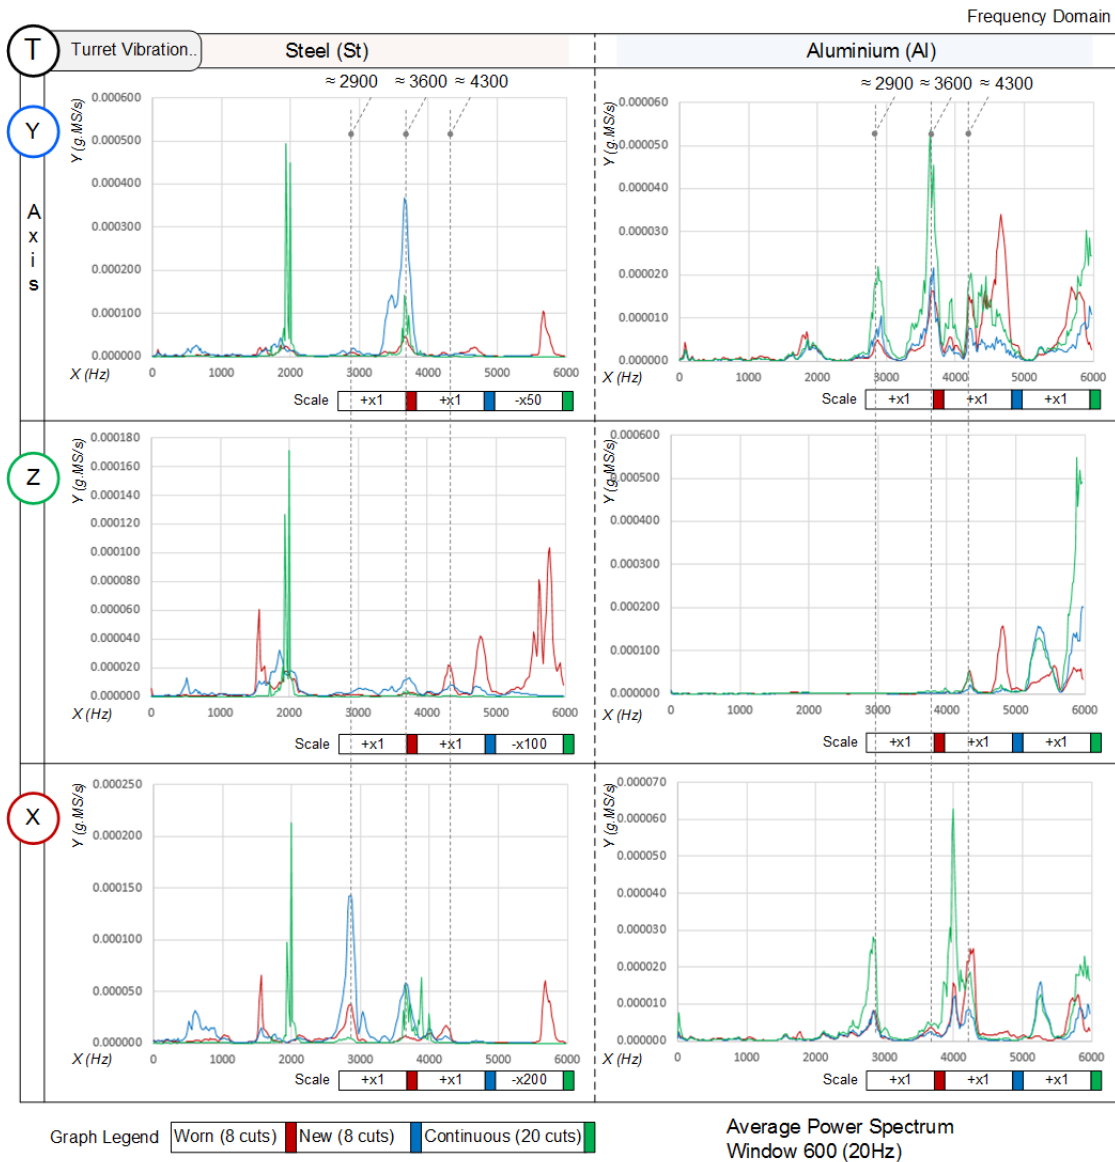 Frequency Domain
T Turret Vibration.. Steel (St) Aluminium (Al)
≈ 2900 ≈ 3600 ≈ 4300 ≈ 2900 ≈ 3600 ≈ 4300
Y
Axis
Y (g.MS/s)
0.000600
0.000500
0.000400
0.000300
0.000200
0.000100
0.000000
0 1000 2000 3000 4000 5000 6000
X (Hz)
Scale +x1 +x1 -x50
Y (g.MS/s)
0.000060
0.000050
0.000040
0.000030
0.000020
0.000010
0.000000
0 1000 2000 3000 4000 5000 6000
X (Hz)
Scale +x1 +x1 +x1
Z
Y (g.MS/s)
0.000180
0.000160
0.000140
0.000120
0.000100
0.000080
0.000060
0.000040
0.000020
0.000000
0 1000 2000 3000 4000 5000 6000
X (Hz)
Scale +x1 +x1 -x100
Y (g.MS/s)
0.000600
0.000500
0.000400
0.000300
0.000200
0.000100
0.000000
0 1000 2000 3000 4000 5000 6000
X (Hz)
Scale +x1 +x1 +x1
X
Y (g.MS/s)
0.000250
0.000200
0.000150
0.000100
0.000050
0.000000
0 1000 2000 3000 4000 5000 6000
X (Hz)
Scale +x1 +x1 -x200
Y (g.MS/s)
0.000070
0.000060
0.000050
0.000040
0.000030
0.000020
0.000010
0.000000
0 1000 2000 3000 4000 5000 6000
X (Hz)
Scale +x1 +x1 +x1
Graph Legend Worn (8 cuts) New (8 cuts) Continuous (20 cuts)
Average Power Spectrum
Window 600 (20Hz)